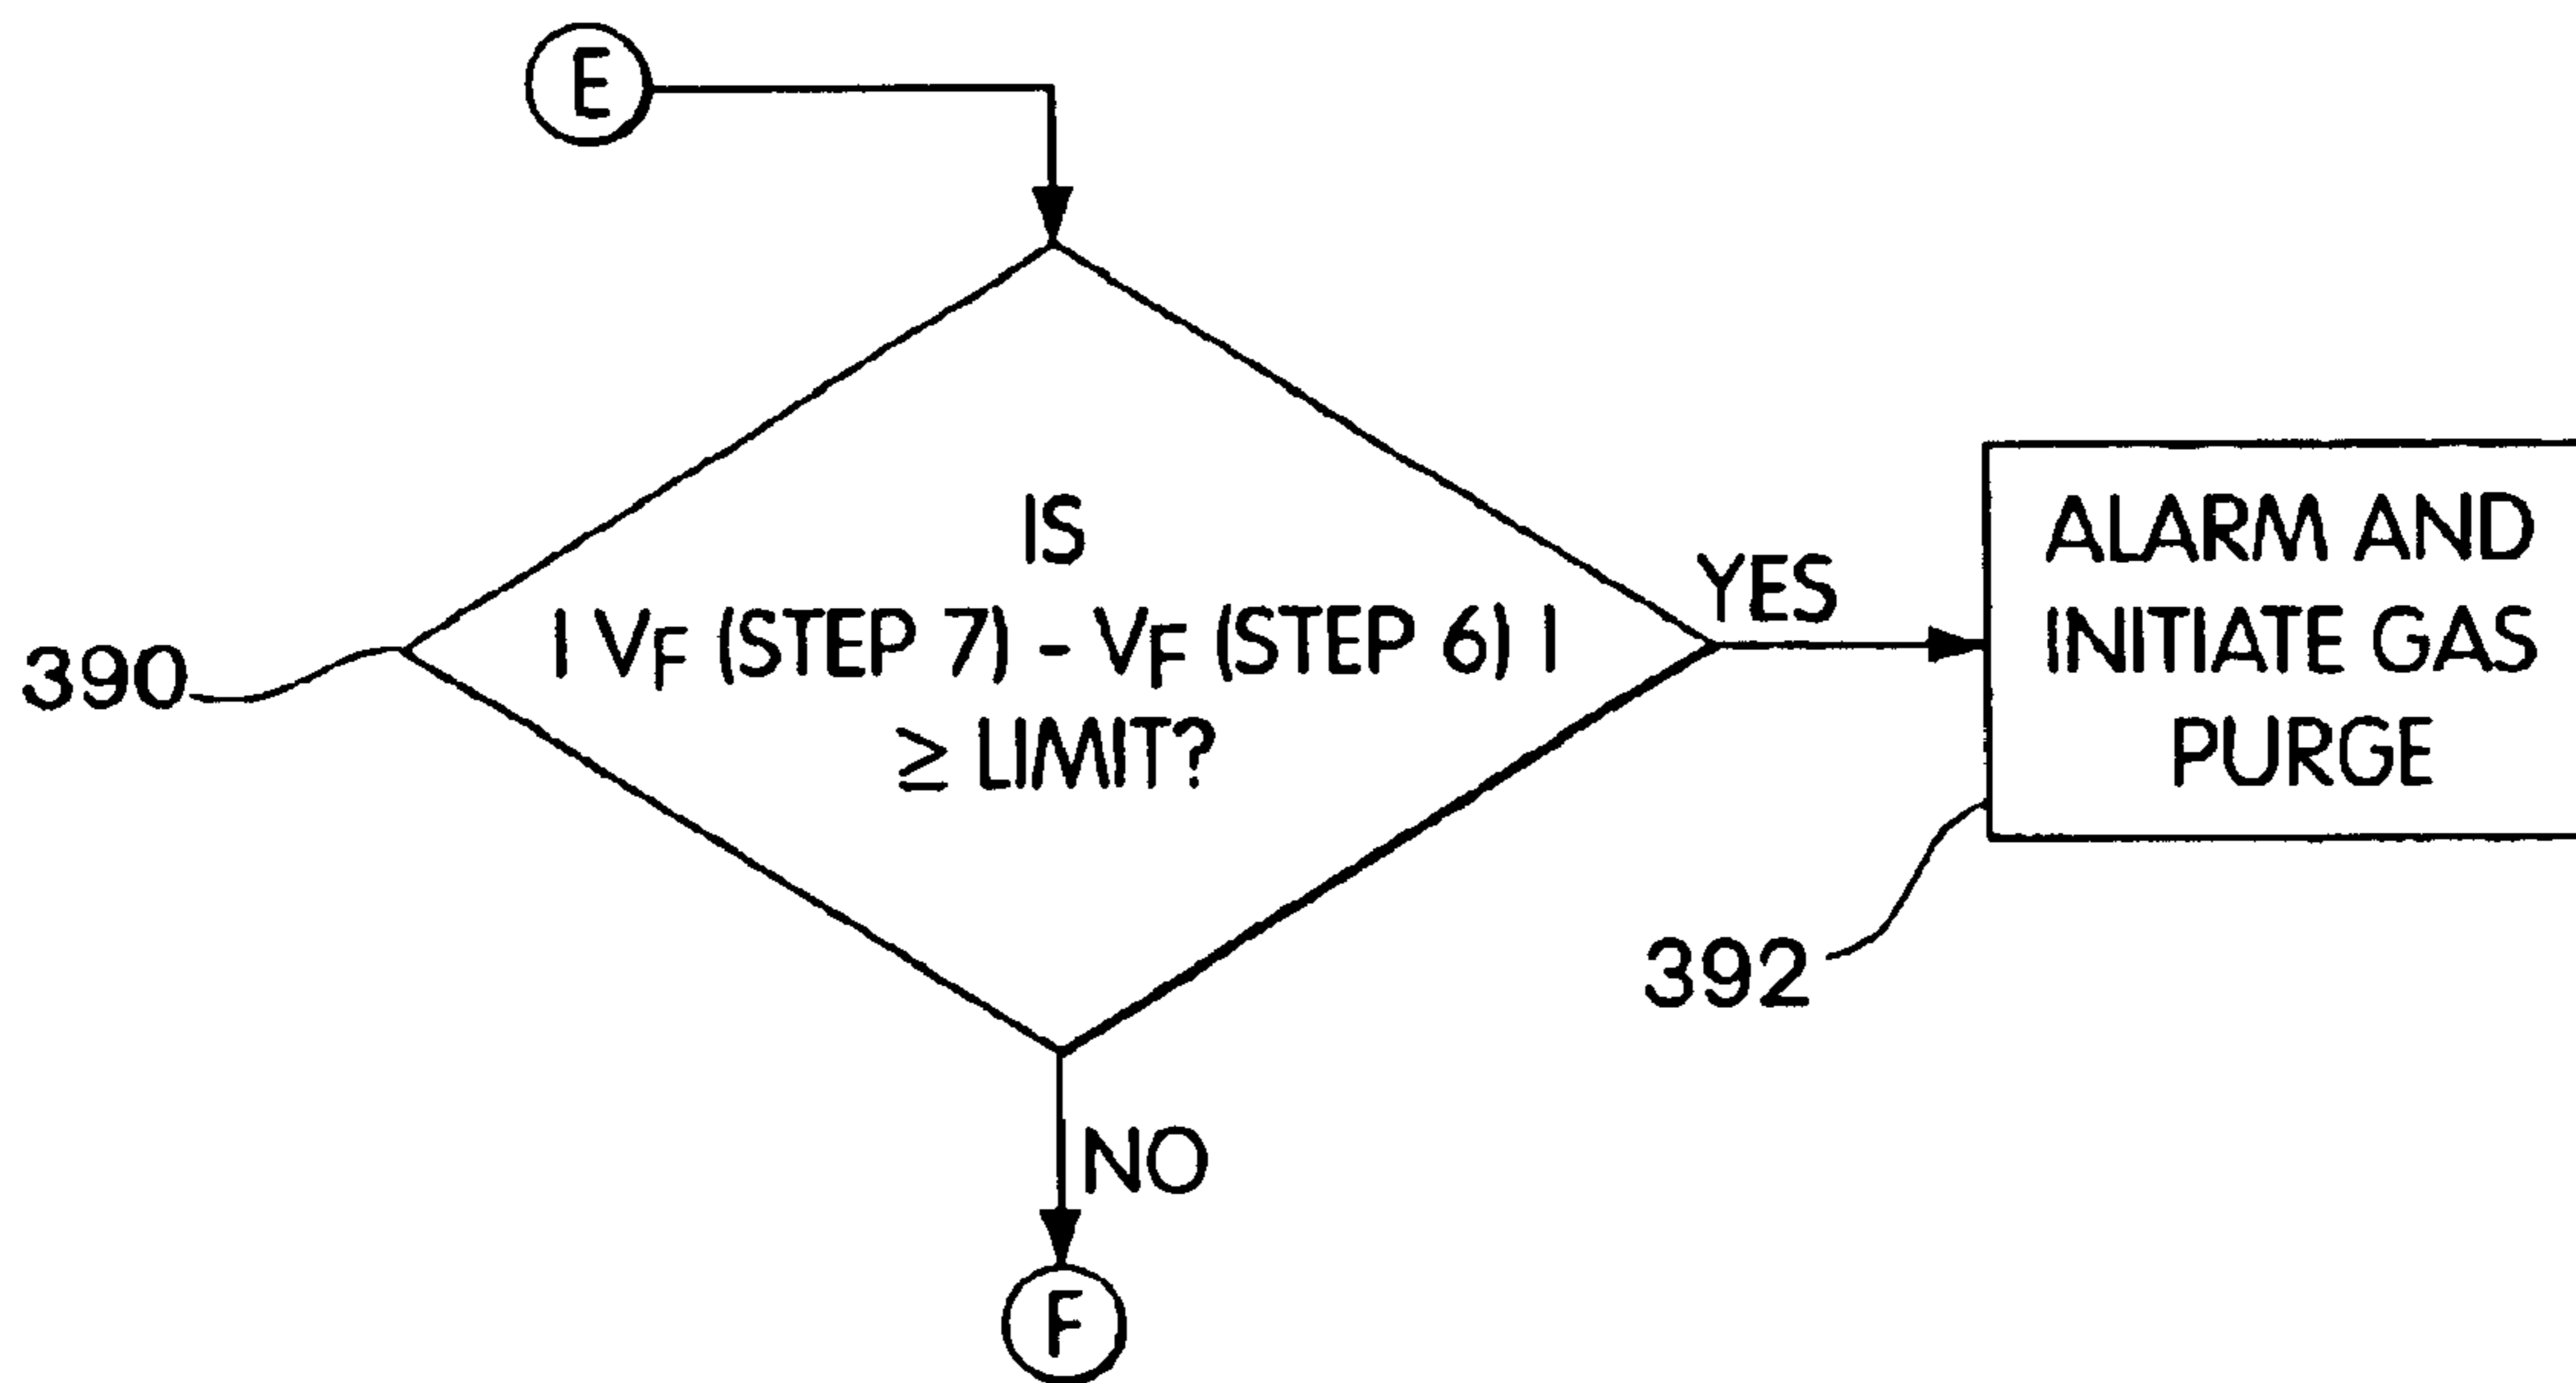 E
IS
| VF (STEP 7) - VF (STEP 6) |
≥ LIMIT?
390
YES
ALARM AND
INITIATE GAS
PURGE
392
NO
F